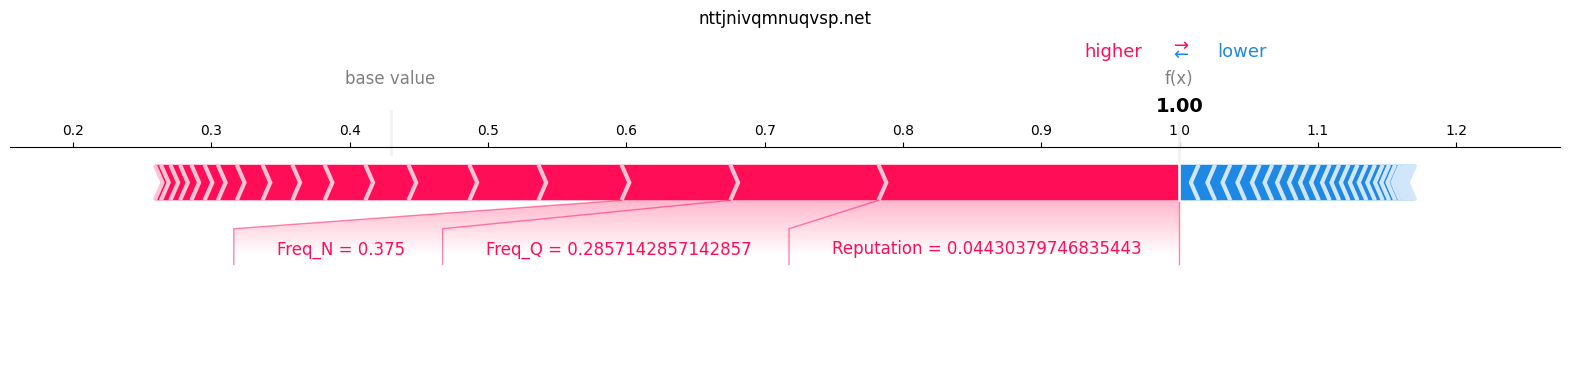 nttjnivqmnuqvsp.net
higher ⇄ lower
base value f(x)
1.00
0.2 0.3 0.4 0.5 0.6 0.7 0.8 0.9 1.0 1.1 1.2
Freq_N = 0.375 Freq_Q = 0.2857142857142857 Reputation = 0.04430379746835443